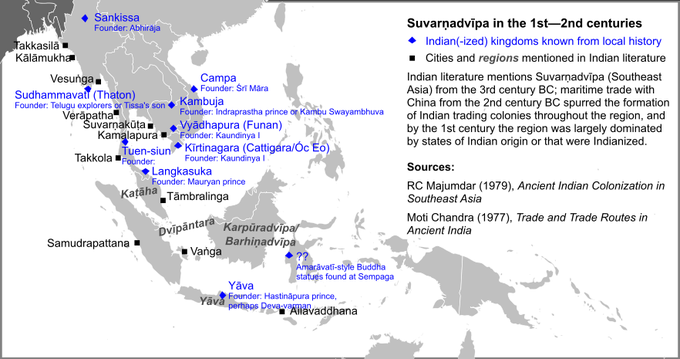 Suvarṇadvīpa in the 1st—2nd centuries
Indian(-ized) kingdoms known from local history
Cities and regions mentioned in Indian literature
Indian literature mentions Suvarṇadvīpa (Southeast
Asia) from the 3rd century BC; maritime trade with
China from the 2nd century BC spurred the formation
of Indian trading colonies throughout the region, and
by the 1st century the region was largely dominated
by states of Indian origin or that were Indianized.
Sources:
RC Majumdar (1979), Ancient Indian Colonization in
Southeast Asia
Moti Chandra (1977), Trade and Trade Routes in
Ancient India
Sankissa
Founder: Abhirāja
Takkasilā
Kālāmukha
Vesuṅga
Sudhammavatī (Thaton)
Founder: Telugu explorers or Tissa's son
Verāpatha
Suvarṇakūṭa
Kamalapura
Campa
Founder: Śrī Māra
Kambuja
Founder: Indraprastha prince or Kambu Swayambhuva
Vyādhapura (Funan)
Founder: Kaundinya I
Kīrtinagara (Cattigara/Óc Eo)
Founder: Kaundinya I
Tuen-siun
Founder:
Takkola
Langkasuka
Founder: Mauryan prince
Kaṭāha
Tāmbralinga
Dvīpāntara
Karpūradvīpa/
Barhiṇadvīpa
Samudrapattana
Vaṅga
??
Amarāvatī-style Buddha
statues found at Sempaga
Yāva
Founder: Hastināpura prince,
perhaps Deva-varman
Yāva
Ailavaddhana